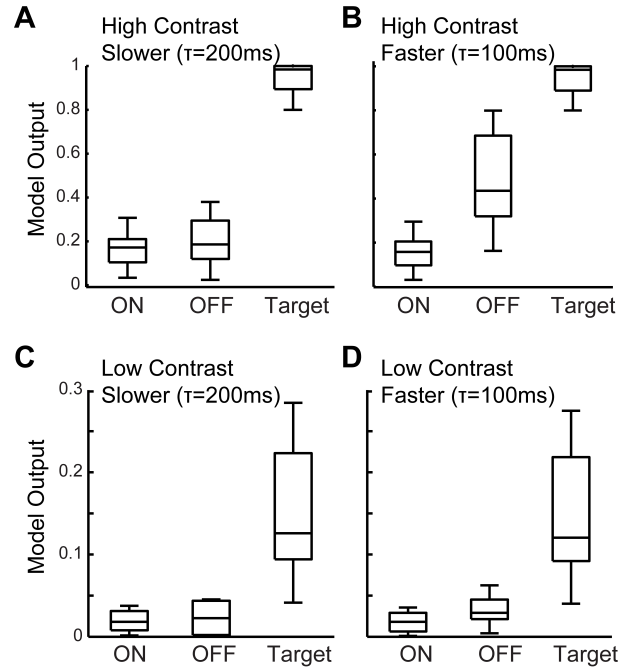 A
High Contrast
Slower (τ=200ms)
Model Output
1
0.8
0.6
0.4
0.2
0
ON OFF Target
B
High Contrast
Faster (τ=100ms)
ON OFF Target
C
Low Contrast
Slower (τ=200ms)
Model Output
0.3
0.2
0.1
0
ON OFF Target
D
Low Contrast
Faster (τ=100ms)
ON OFF Target